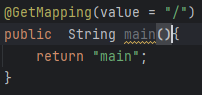 @GetMapping(value = "/")
public  String main(){
    return "main";
}